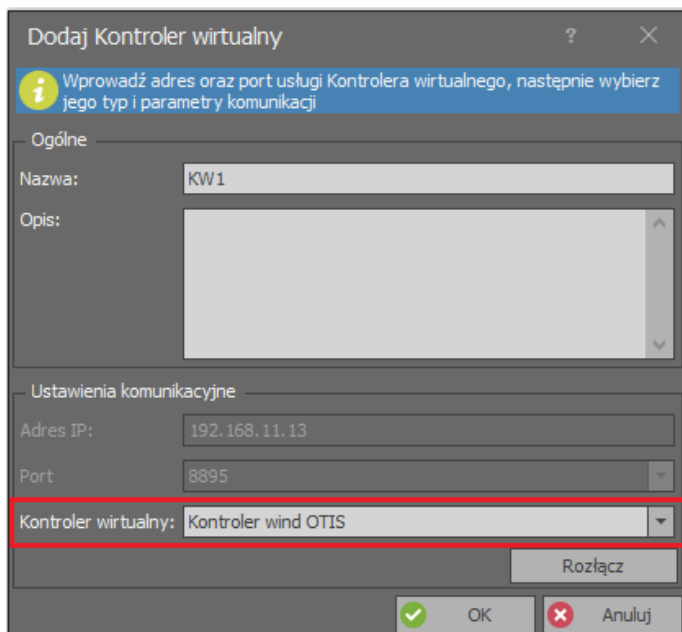 Dodaj Kontroler wirtualny ? ×
i
Wprowadź adres oraz port usługi Kontrolera wirtualnego, następnie wybierz
jego typ i parametry komunikacji
Ogólne
Nazwa: KW1
Opis:
Ustawienia komunikacyjne
Adres IP: 192.168.11.13
Port 8895
Kontroler wirtualny: Kontroler wind OTIS
Rozłącz
OK Anuluj